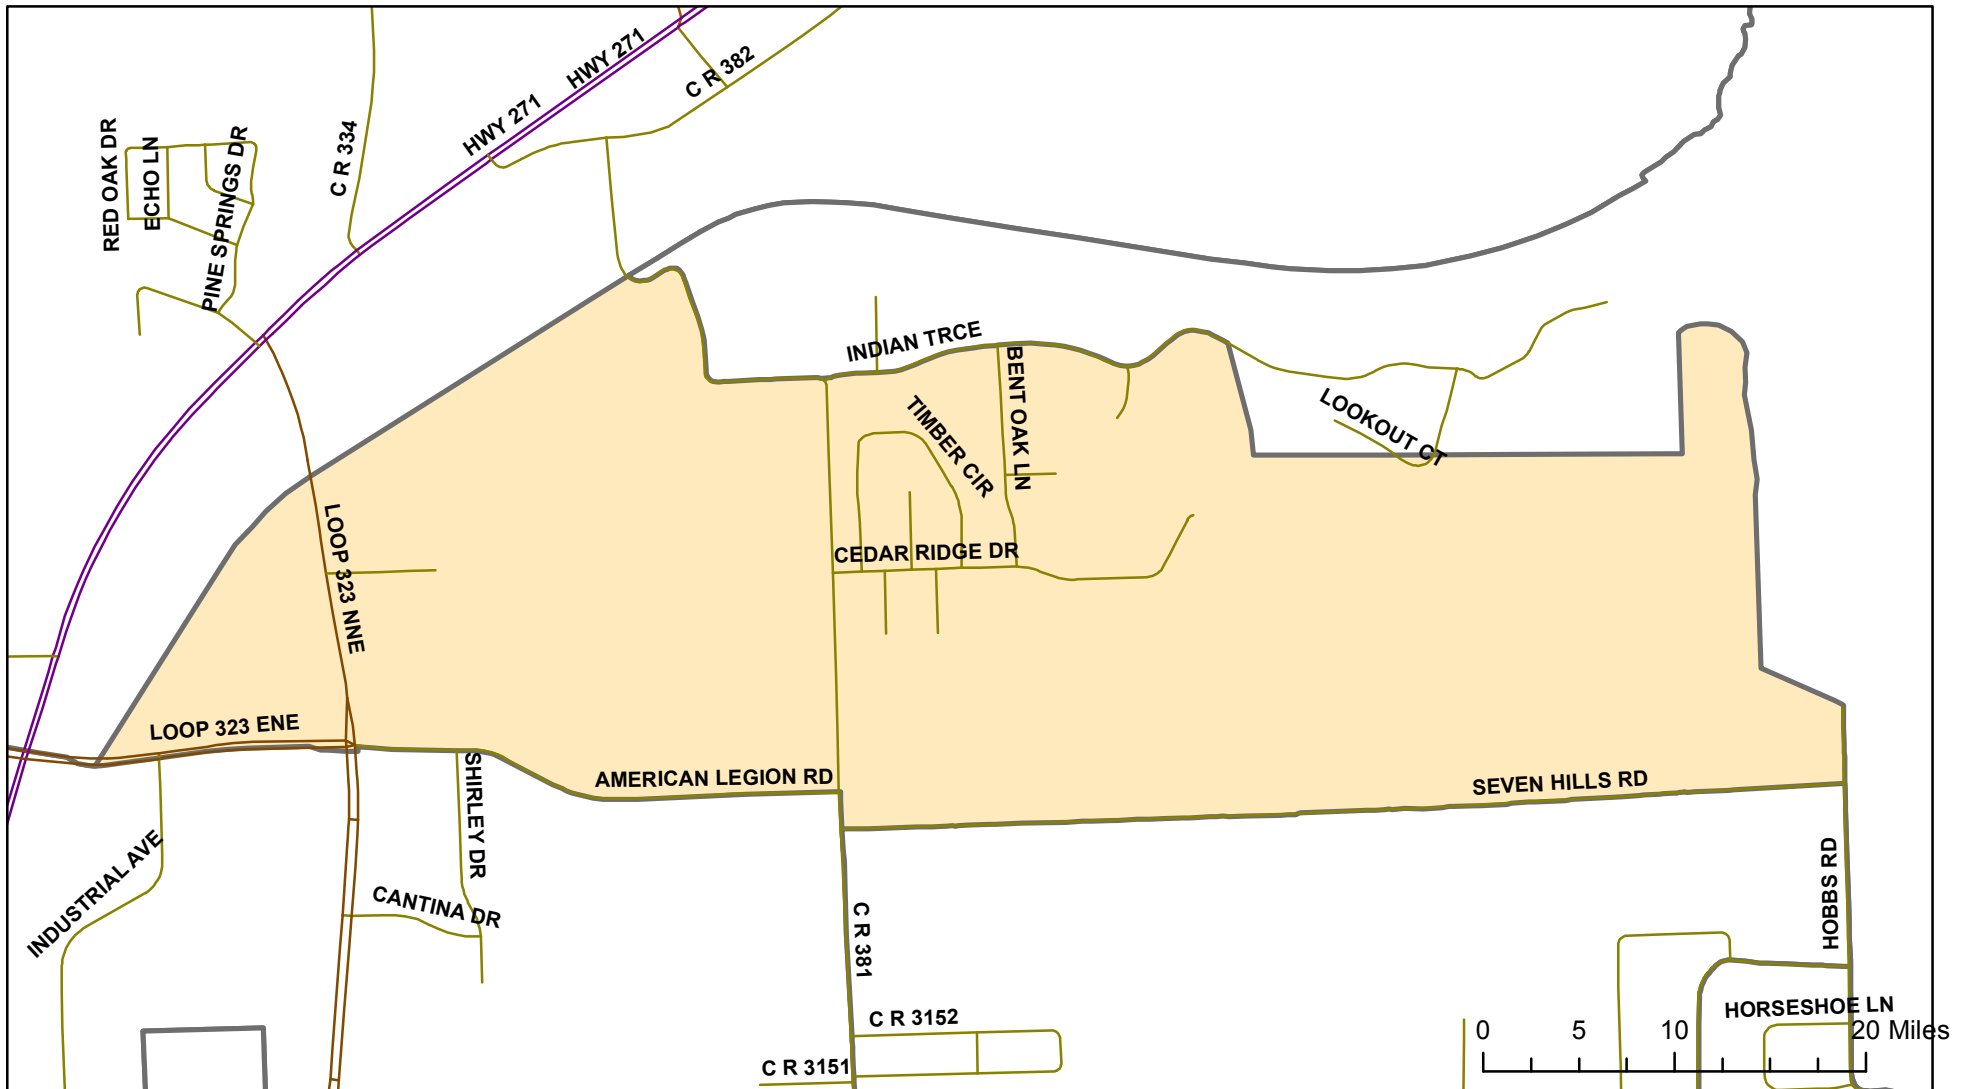 HWY 271
HWY 271
C R 382
RED OAK DR
ECHO LN
PINE SPRINGS DR
C R 334
INDIAN TRCE
BENT OAK LN
TIMBER CIR
LOOKOUT CT
LOOP 323 NNE
CEDAR RIDGE DR
LOOP 323 ENE
AMERICAN LEGION RD
SEVEN HILLS RD
SHIRLEY DR
INDUSTRIAL AVE
CANTINA DR
HOBBS RD
C R 381
C R 3152
HORSESHOE LN
0 5 10 20 Miles
C R 3151